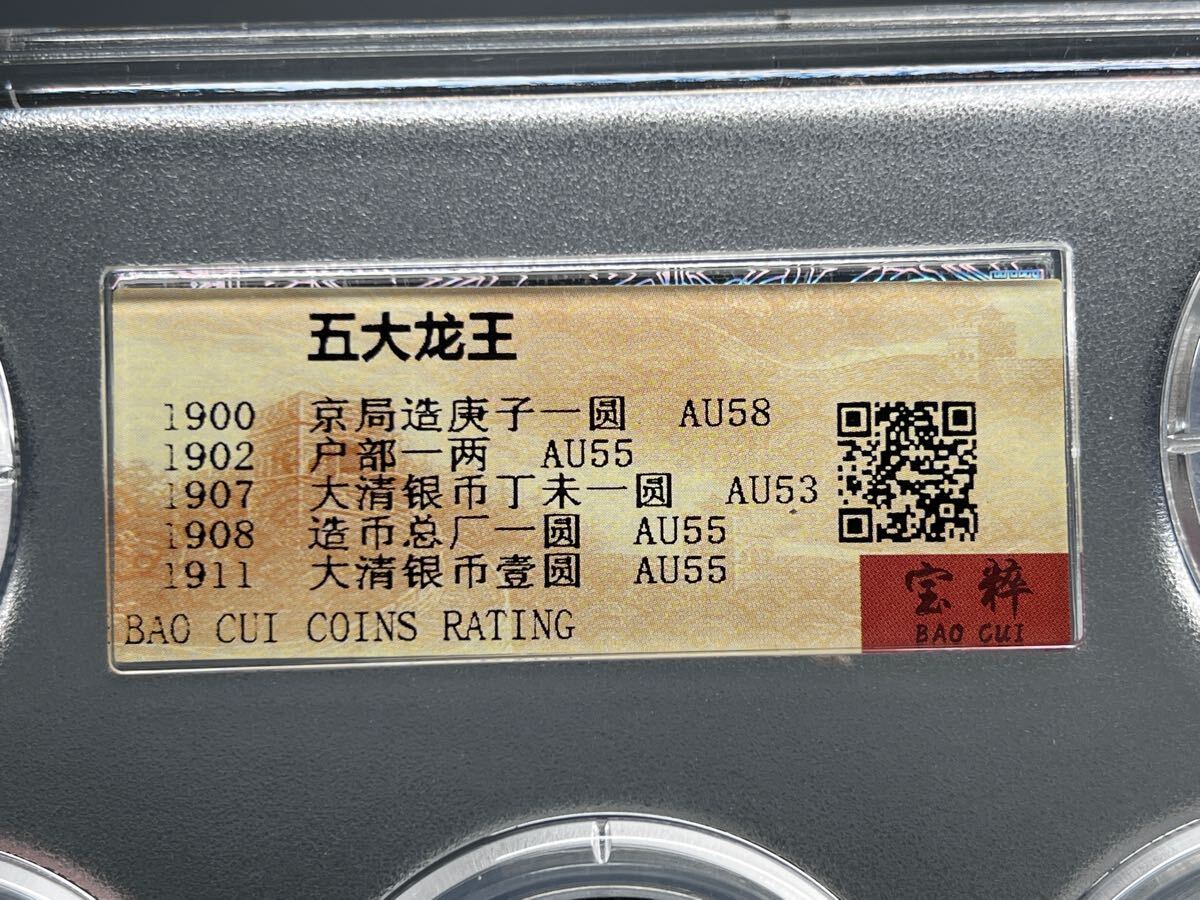 五大龙王
1900 京局造庚子一圆 AU58
1902 户部一两 AU55
1907 大清银币丁未一圆 AU53
1908 造币总厂一圆 AU55
1911 大清银币壹圆 AU55
BAO CUI COINS RATING
宝粹
BAO CUI